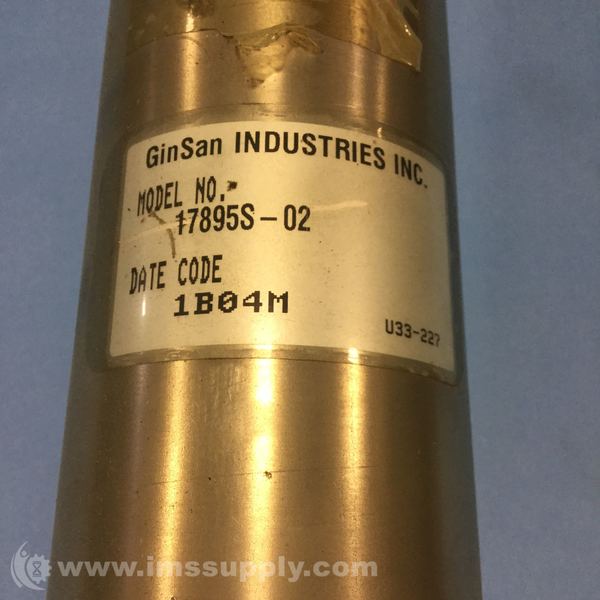 GinSan INDUSTRIES INC.
MODEL NO.
17895S-02
DATE CODE
1B04M
U33-227
www.imssupply.com